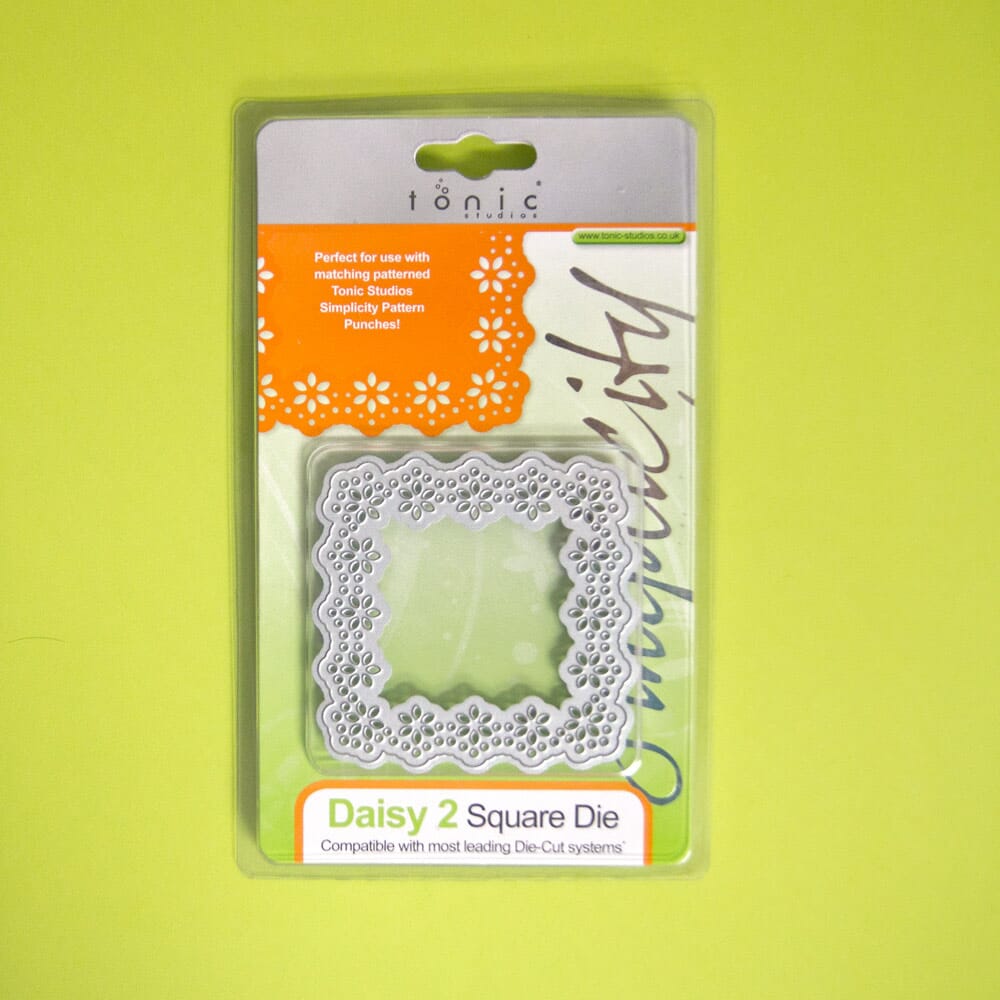 tonic
studios
www.tonic-studios.co.uk
Perfect for use with
matching patterned
Tonic Studios
Simplicity Pattern
Punches!
Simplicity
Daisy 2 Square Die
Compatible with most leading Die-Cut systems*